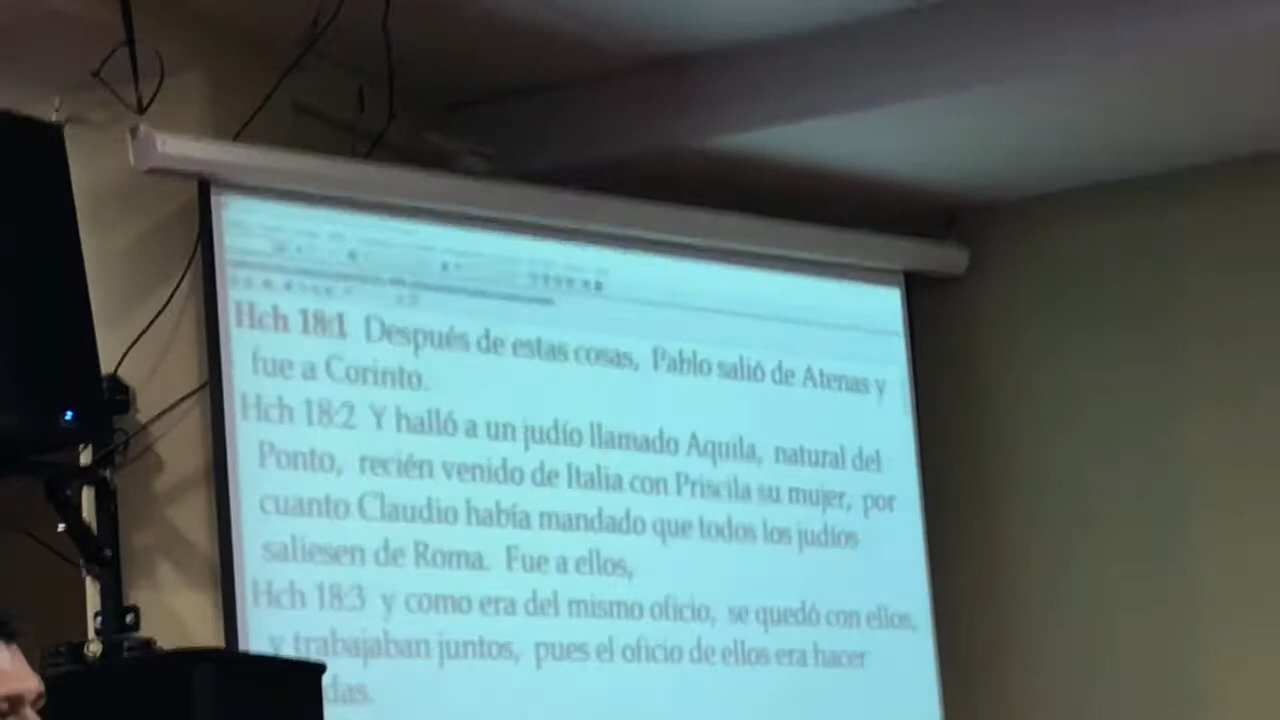 Hch 18:1 Después de estas cosas, Pablo salió de Atenas y
fue a Corinto.
Hch 18:2 Y halló a un judío llamado Aquila, natural del
Ponto, recién venido de Italia con Priscila su mujer, por
cuanto Claudio había mandado que todos los judíos
saliesen de Roma. Fue a ellos,
Hch 18:3 y como era del mismo oficio, se quedó con ellos,
y trabajaban juntos, pues el oficio de ellos era hacer
das.